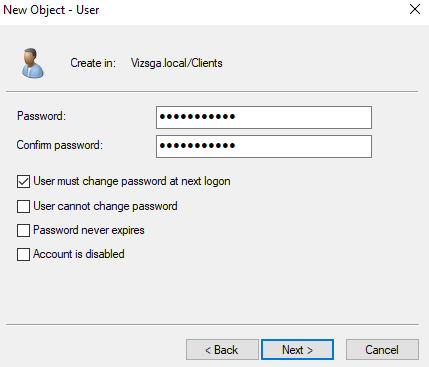 New Object - User
Create in: Vizsga.local/Clients
Password: •••••••••••
Confirm password: •••••••••••
User must change password at next logon
User cannot change password
Password never expires
Account is disabled
< Back Next > Cancel